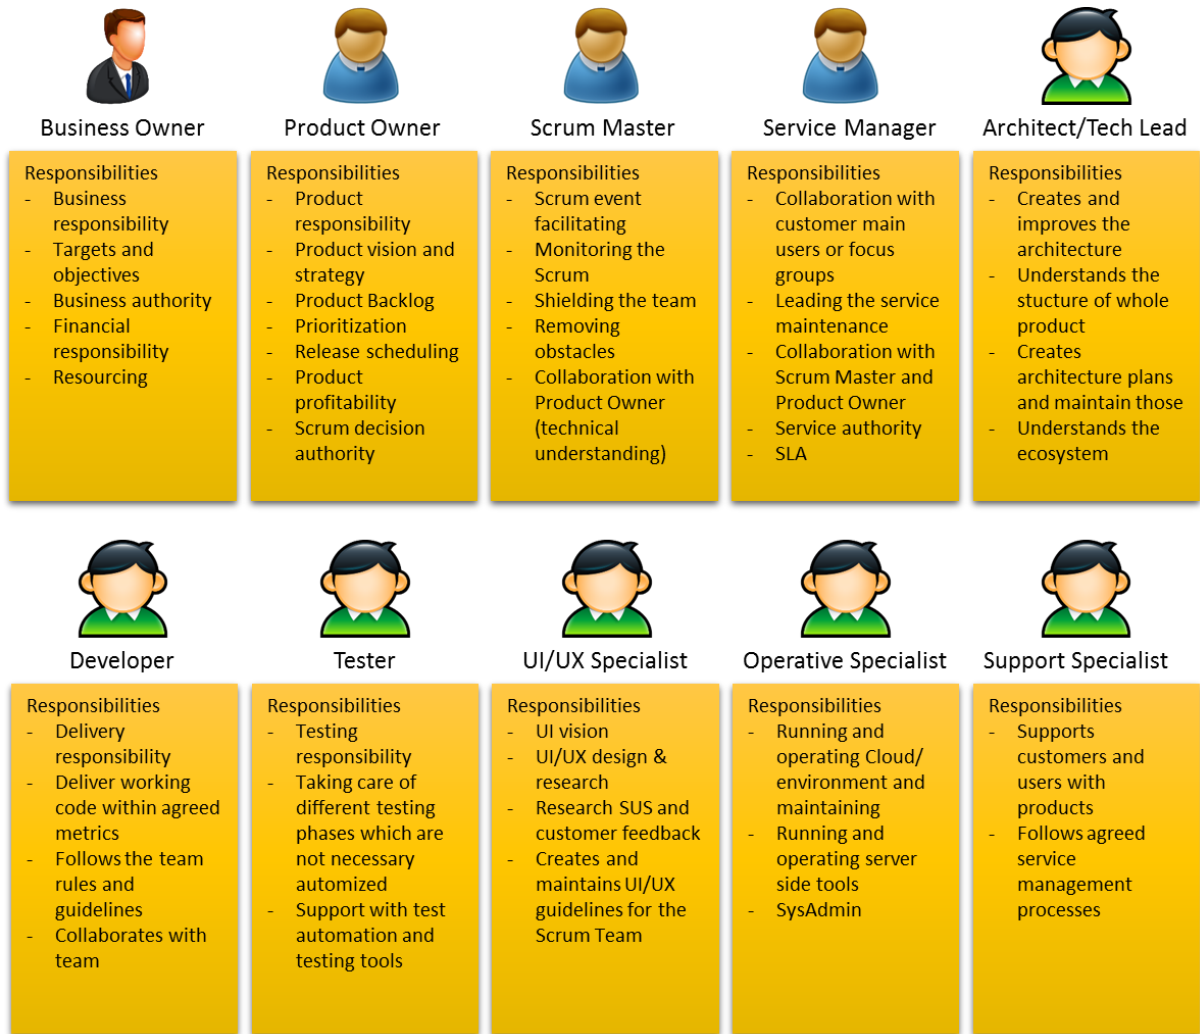 Business Owner
Responsibilities
- Business
responsibility
- Targets and
objectives
- Business authority
- Financial
responsibility
- Resourcing
Product Owner
Responsibilities
- Product
responsibility
- Product vision and
strategy
- Product Backlog
- Prioritization
- Release scheduling
- Product
profitability
- Scrum decision
authority
Scrum Master
Responsibilities
- Scrum event
facilitating
- Monitoring the
Scrum
- Shielding the team
- Removing
obstacles
- Collaboration with
Product Owner
(technical
understanding)
Service Manager
Responsibilities
- Collaboration with
customer main
users or focus
groups
- Leading the service
maintenance
- Collaboration with
Scrum Master and
Product Owner
- Service authority
- SLA
Architect/Tech Lead
Responsibilities
- Creates and
improves the
architecture
- Understands the
stucture of whole
product
- Creates
architecture plans
and maintain those
- Understands the
ecosystem
Developer
Responsibilities
- Delivery
responsibility
- Deliver working
code within agreed
metrics
- Follows the team
rules and
guidelines
- Collaborates with
team
Tester
Responsibilities
- Testing
responsibility
- Taking care of
different testing
phases which are
not necessary
automized
- Support with test
automation and
testing tools
UI/UX Specialist
Responsibilities
- UI vision
- UI/UX design &
research
- Research SUS and
customer feedback
- Creates and
maintains UI/UX
guidelines for the
Scrum Team
Operative Specialist
Responsibilities
- Running and
operating Cloud/
environment and
maintaining
- Running and
operating server
side tools
- SysAdmin
Support Specialist
Responsibilities
- Supports
customers and
users with
products
- Follows agreed
service
management
processes